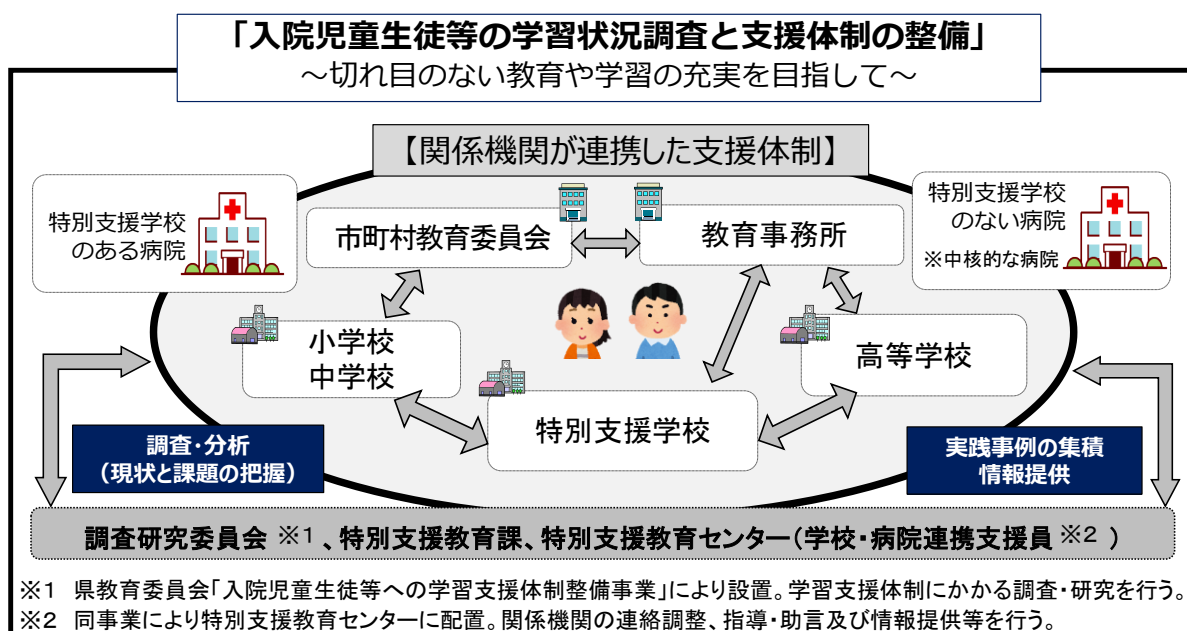 「入院児童生徒等の学習状況調査と支援体制の整備」
～切れ目のない教育や学習の充実を目指して～
【関係機関が連携した支援体制】
特別支援学校
のある病院
特別支援学校
のない病院
※中核的な病院
市町村教育委員会
教育事務所
小学校
中学校
高等学校
特別支援学校
調査・分析
（現状と課題の把握）
実践事例の集積
情報提供
調査研究委員会※1、特別支援教育課、特別支援教育センター（学校・病院連携支援員※2）
※1 県教育委員会「入院児童生徒等への学習支援体制整備事業」により設置。学習支援体制にかかる調査・研究を行う。
※2 同事業により特別支援教育センターに配置。関係機関の連絡調整、指導・助言及び情報提供等を行う。